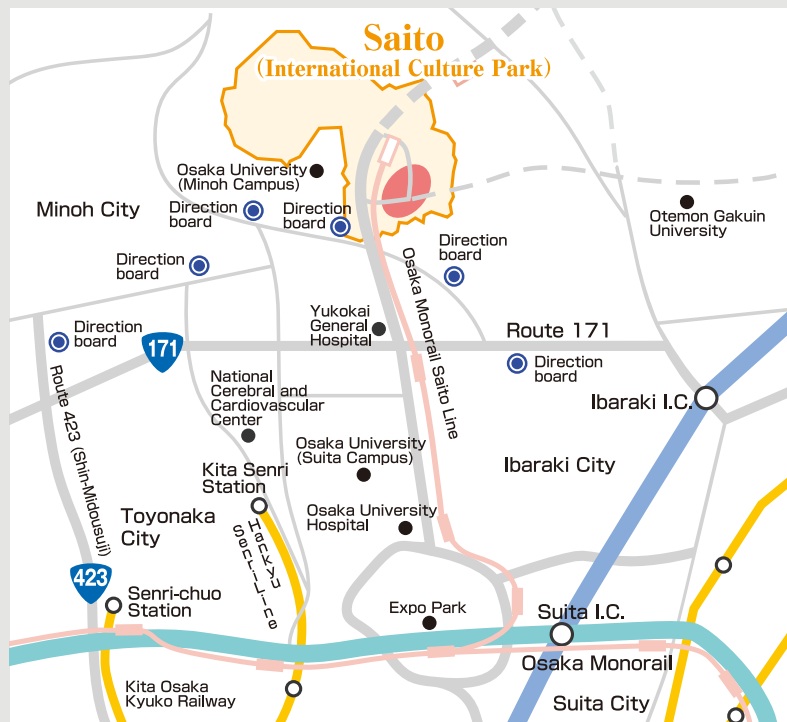 Saito
(International Culture Park)
Osaka University
(Minoh Campus)
Minoh City
Direction
board
Direction
board
Otemon Gakuin
University
Direction
board
Direction
board
Osaka Monorail Saito Line
Yukokai
General
Hospital
Route 171
Direction
board
171
Direction
board
Route 423 (Shin-Midousuji)
National
Cerebral and
Cardiovascular
Center
Ibaraki I.C.
Osaka University
(Suita Campus)
Ibaraki City
Kita Senri
Station
Toyonaka
City
Osaka University
Hospital
Hankyu
Senri Line
423
Senri-chuo
Station
Expo Park
Suita I.C.
Osaka Monorail
Kita Osaka
Kyuko Railway
Suita City